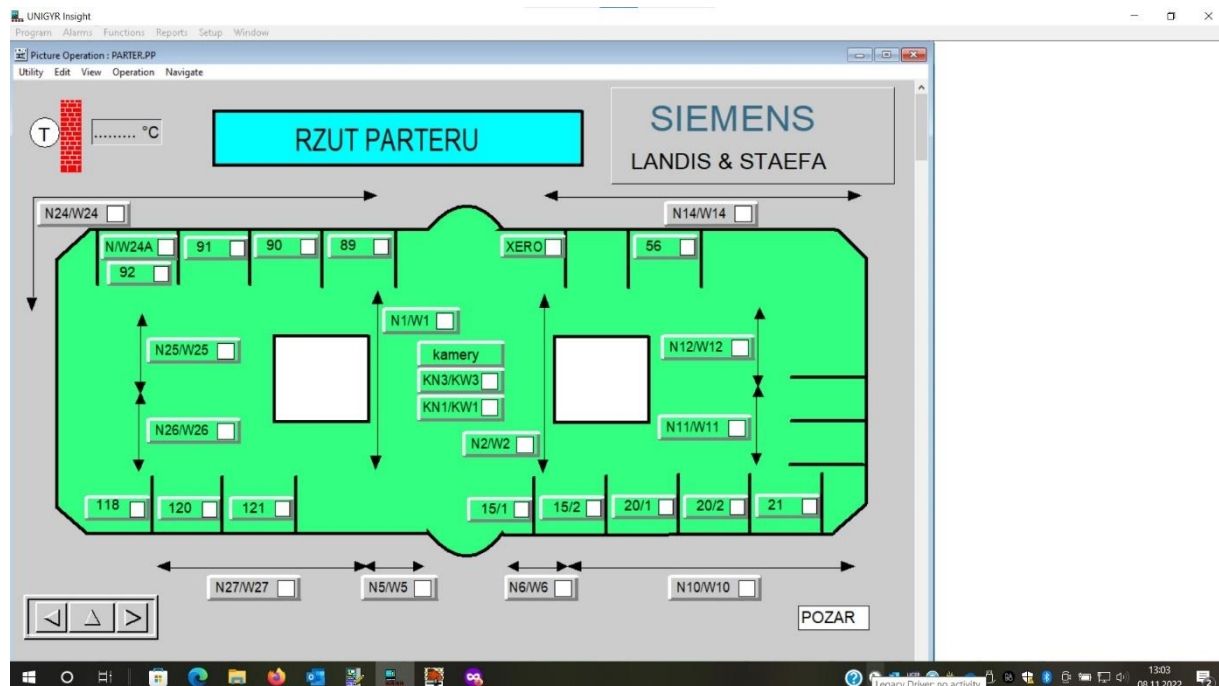 UNIGYR Insight
Program Alarms Functions Reports Setup Window
Picture Operation : PARTER.PP
Utility Edit View Operation Navigate
T ......... °C
RZUT PARTERU
SIEMENS
LANDIS & STAEFA
N24/W24
N14/W14
N/W24A 91 90 89 XERO 56
92
N1/W1
N25/W25 kamery N12/W12
KN3/KW3
KN1/KW1
N26/W26 N2/W2 N11/W11
118 120 121 15/1 15/2 20/1 20/2 21
N27/W27 N5/W5 N6/W6 N10/W10
POZAR
13:03
Legacy Driver: no activity
08.11.2022